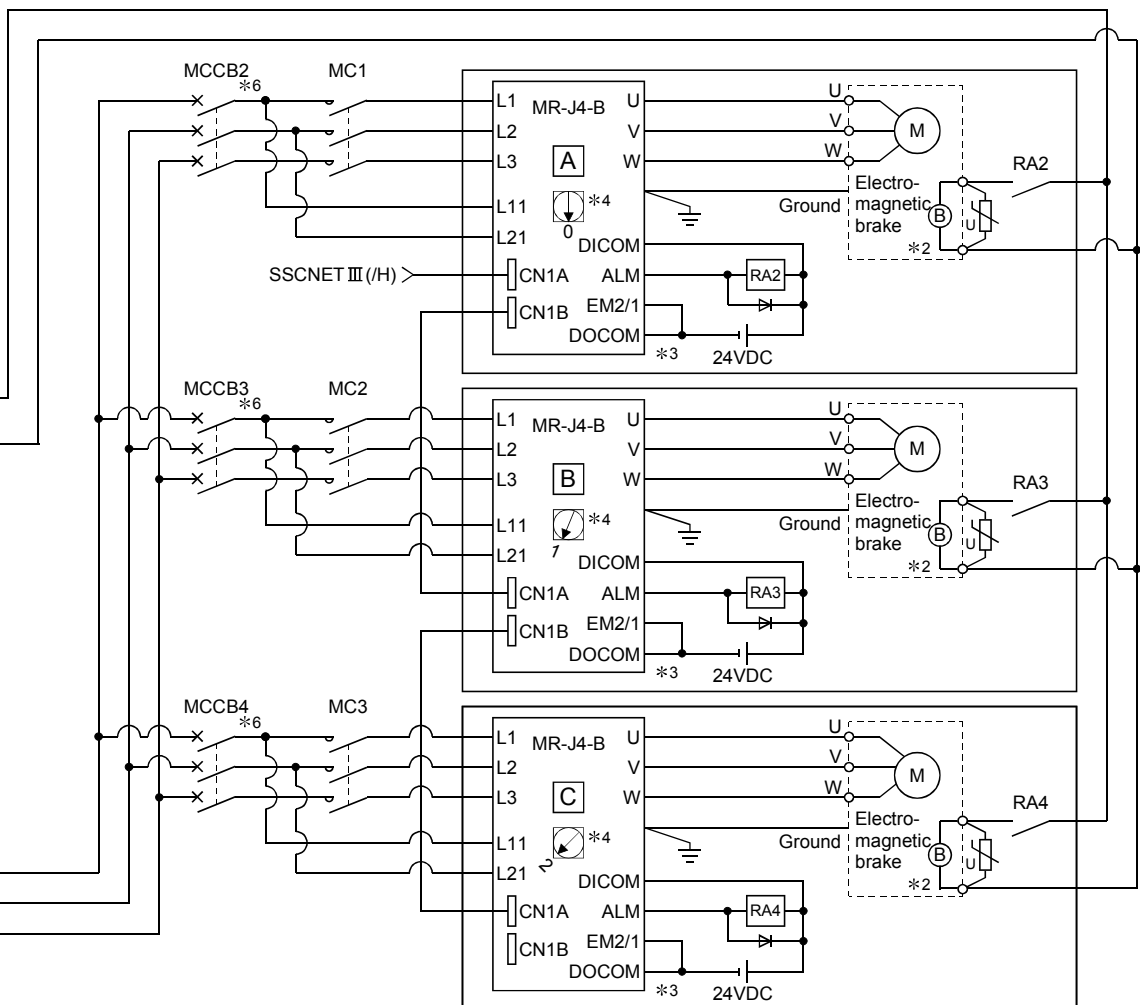 MCCB2
*6
MC1
L1
L2
L3
L11
L21
CN1A
CN1B
MR-J4-B
A
*4
0
U
V
W
DICOM
ALM
EM2/1
DOCOM
*3
24VDC
RA2
Ground
U
V
W
M
Electro-
magnetic
brake
B
*2
U
RA2
SSCNETⅢ(/H)
MCCB3
*6
MC2
L1
L2
L3
L11
L21
CN1A
CN1B
MR-J4-B
B
*4
1
U
V
W
DICOM
ALM
EM2/1
DOCOM
*3
24VDC
RA3
Ground
U
V
W
M
Electro-
magnetic
brake
B
*2
U
RA3
MCCB4
*6
MC3
L1
L2
L3
L11
L21
CN1A
CN1B
MR-J4-B
C
*4
2
U
V
W
DICOM
ALM
EM2/1
DOCOM
*3
24VDC
RA4
Ground
U
V
W
M
Electro-
magnetic
brake
B
*2
U
RA4